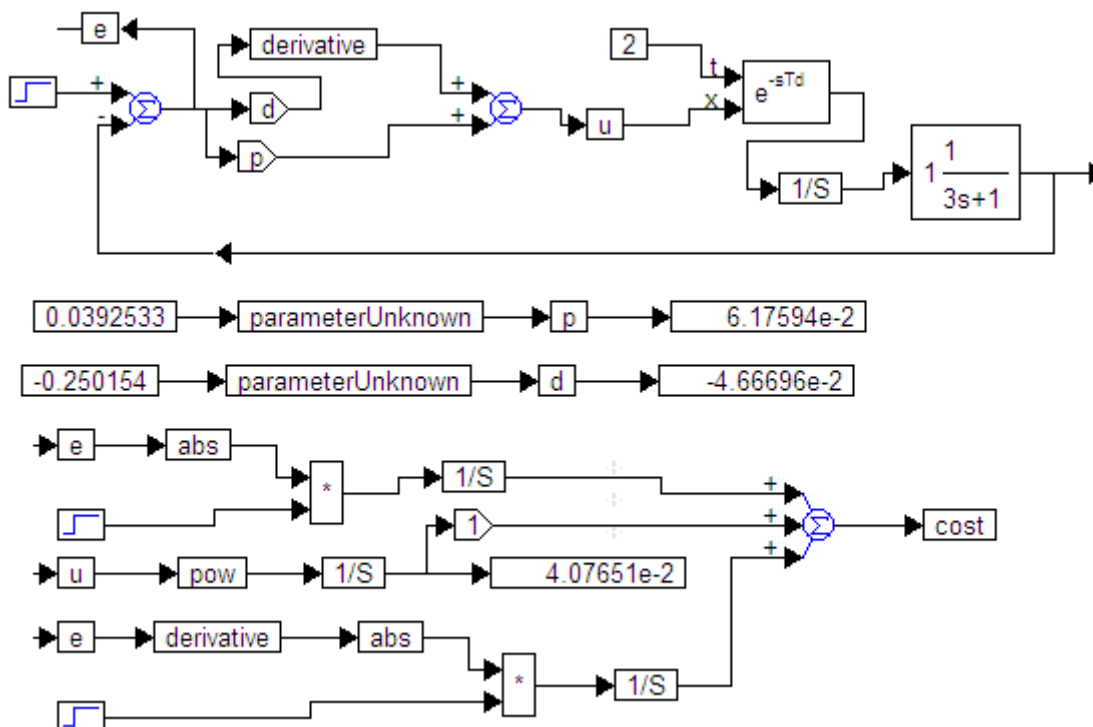 e
derivative
2
+
d
+
t
e-sTd
Σ
Σ
-
+
x
u
p
1/S
1 1
3s+1
0.0392533 parameterUnknown p 6.17594e-2
-0.250154 parameterUnknown d -4.66696e-2
e abs
* 1/S +
1 + Σ cost
u pow 1/S 4.07651e-2 +
e derivative abs
* 1/S